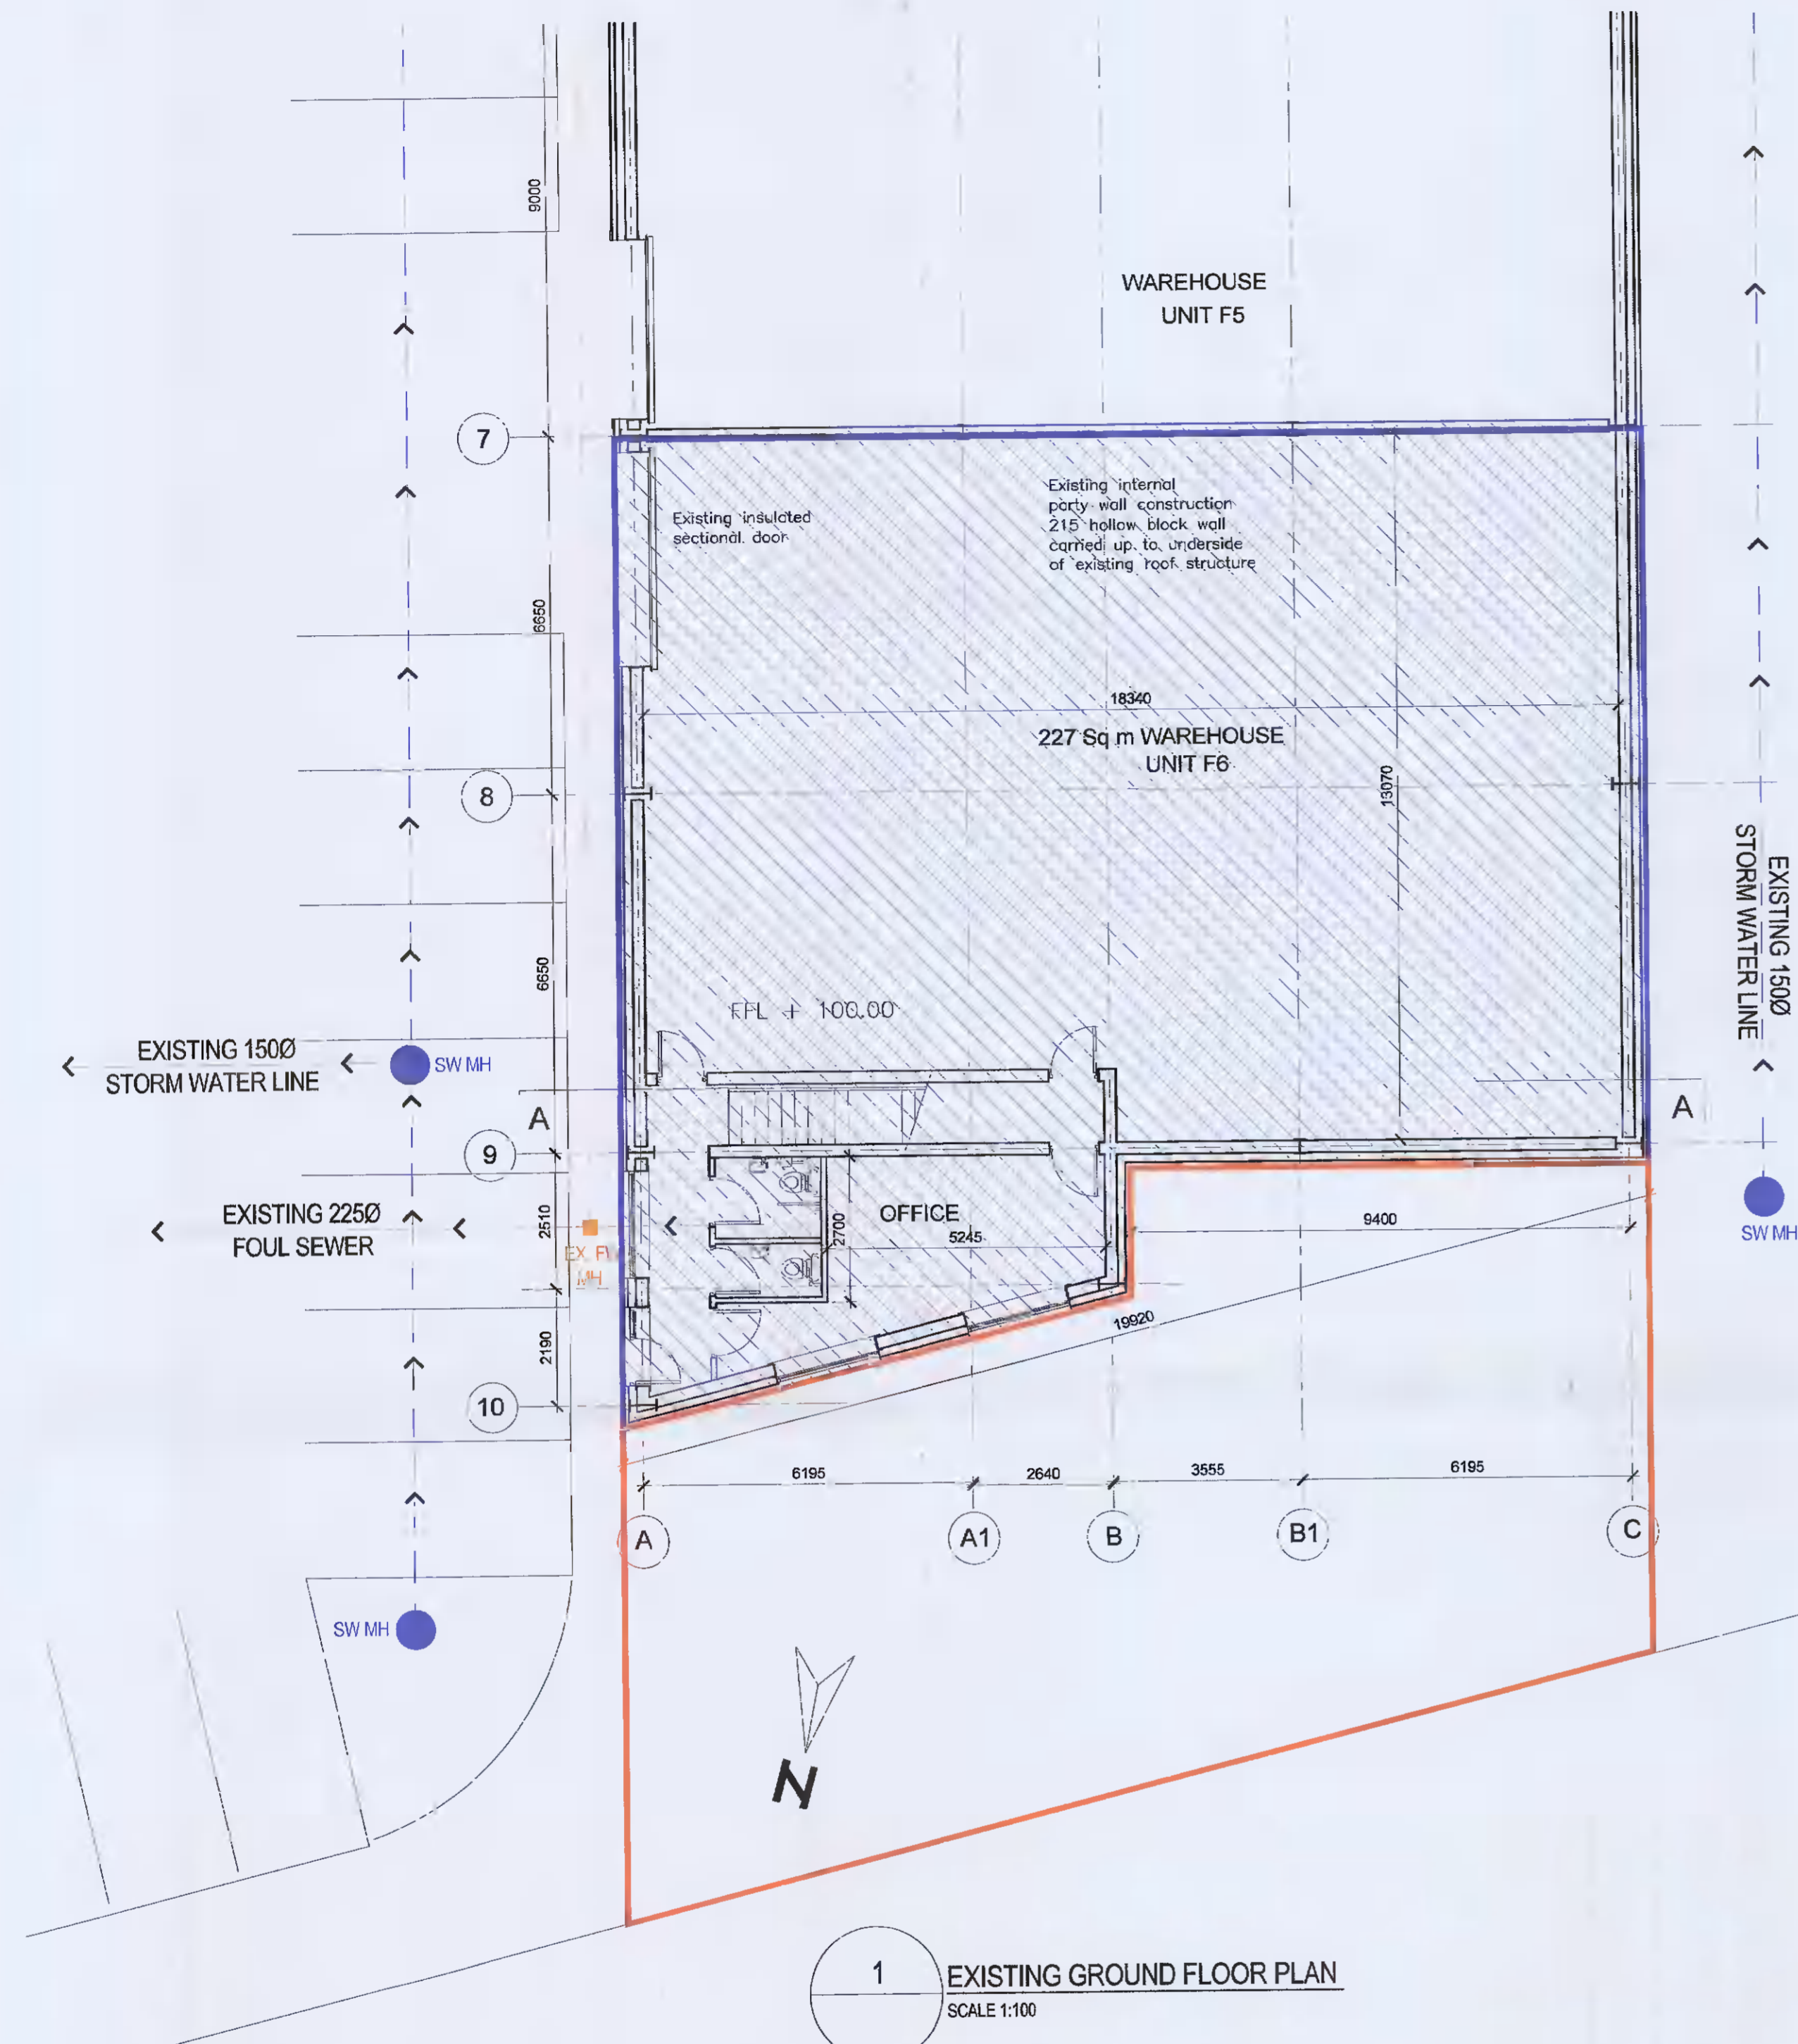 9000
WAREHOUSE
UNIT F5
7
Existing insulated
sectional door
Existing internal
party wall construction
215 hollow block wall
carried up to underside
of existing roof structure
6650
18340
227 Sq m WAREHOUSE
UNIT F6
13070
8
EXISTING 150Ø
STORM WATER LINE
6650
FFL + 100.00
EXISTING 150Ø
STORM WATER LINE
SW MH
A
A
9
EXISTING 225Ø
FOUL SEWER
2510
EX. FW
MH
OFFICE
2700
5245
9400
SW MH
2190
19920
10
6195
2640
3555
6195
A
A1
B
B1
C
SW MH
N
1
EXISTING GROUND FLOOR PLAN
SCALE 1:100